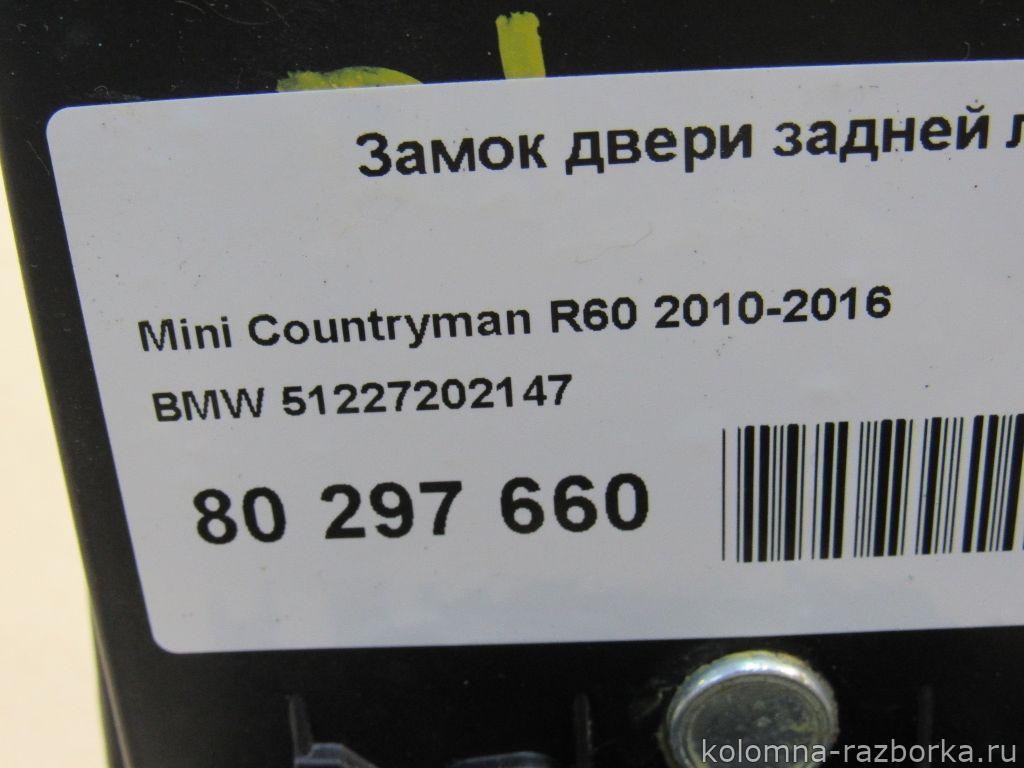 Замок двери задней
Mini Countryman R60 2010-2016
BMW 51227202147
80 297 660
kolomna-razborka.ru